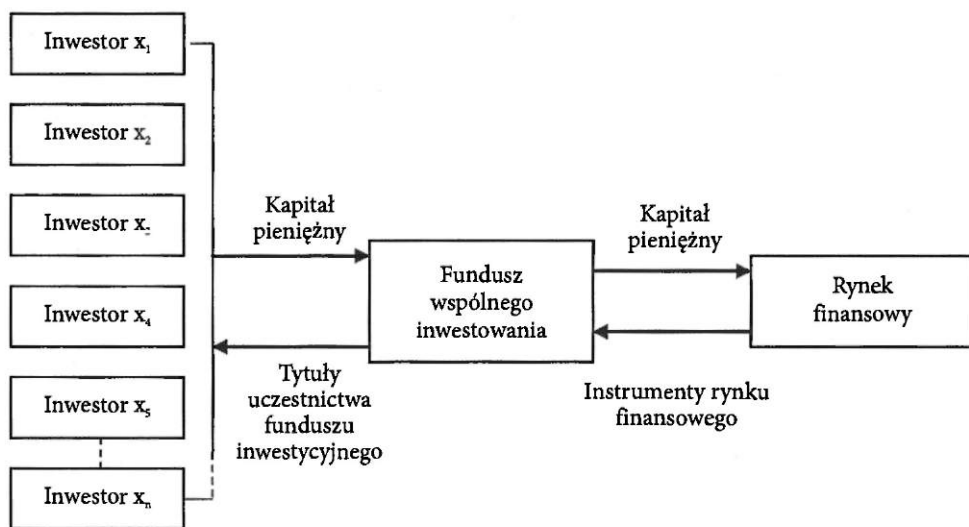 Inwestor x₁
Inwestor x₂
Inwestor
Inwestor x₄
Inwestor x₅
Inwestor xₙ
Kapitał
pieniężny
Tytuły
uczestnictwa
funduszu
inwestycyjnego
Fundusz
wspólnego
inwestowania
Kapitał
pieniężny
Instrumenty rynku
finansowego
Rynek
finansowy